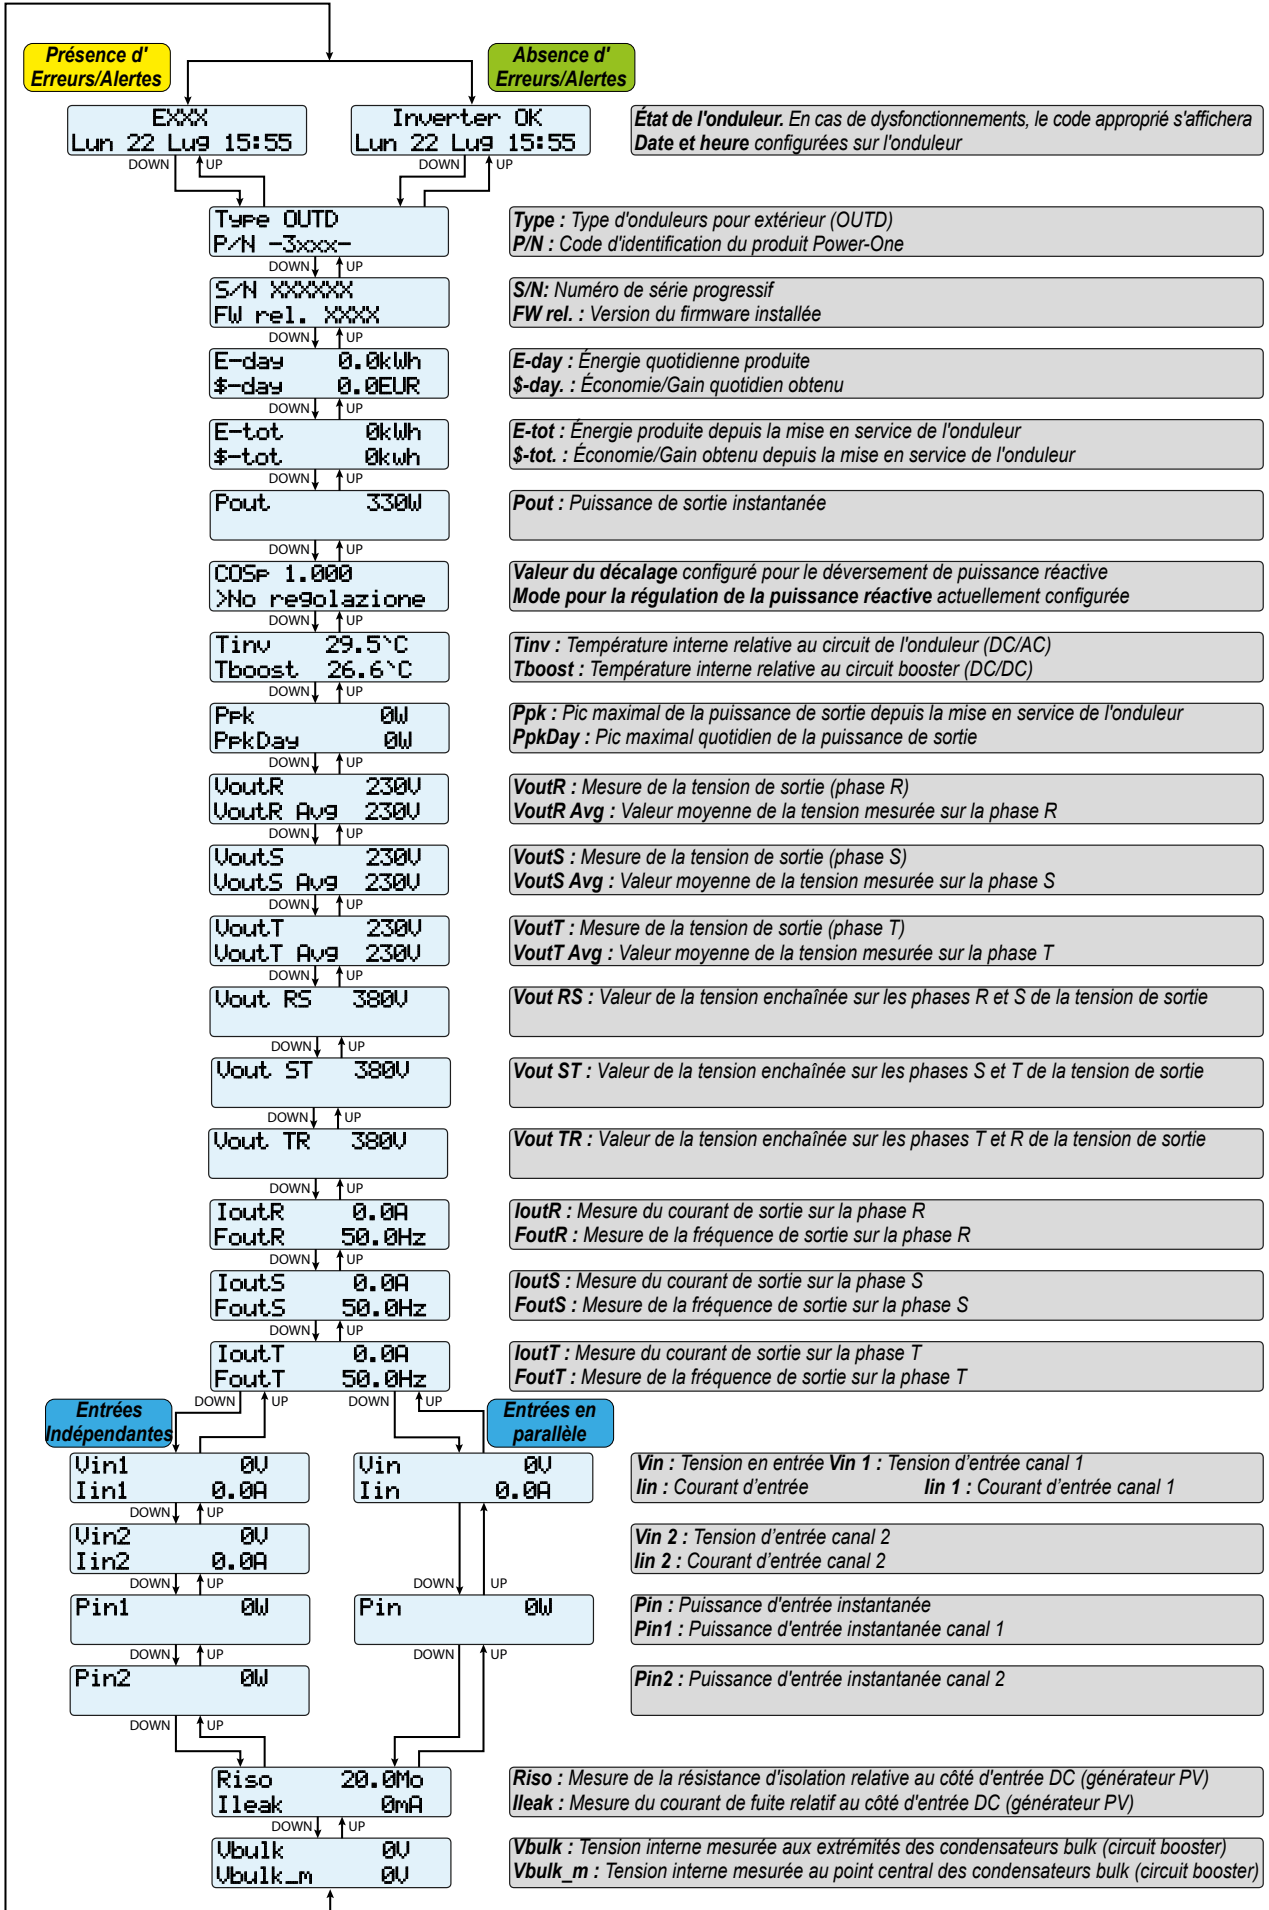 Présence d'
Erreurs/Alertes
Absence d'
Erreurs/Alertes
EXXX
Lun 22 Lug 15:55
Inverter OK
Lun 22 Lug 15:55
État de l'onduleur. En cas de dysfonctionnements, le code approprié s'affichera
Date et heure configurées sur l'onduleur
DOWN UP
DOWN UP
Type OUTD
P/N -3xxx-
Type : Type d'onduleurs pour extérieur (OUTD)
P/N : Code d'identification du produit Power-One
DOWN UP
S/N XXXXXX
FW rel. XXXX
S/N: Numéro de série progressif
FW rel. : Version du firmware installée
DOWN UP
E-day 0.0kWh
$-day 0.0EUR
E-day : Énergie quotidienne produite
$-day. : Économie/Gain quotidien obtenu
DOWN UP
E-tot 0kWh
$-tot 0kwh
E-tot : Énergie produite depuis la mise en service de l'onduleur
$-tot. : Économie/Gain obtenu depuis la mise en service de l'onduleur
DOWN UP
Pout 330W
Pout : Puissance de sortie instantanée
DOWN UP
COSp 1.000
>No regolazione
Valeur du décalage configuré pour le déversement de puissance réactive
Mode pour la régulation de la puissance réactive actuellement configurée
DOWN UP
Tinv 29.5`C
Tboost 26.6`C
Tinv : Température interne relative au circuit de l'onduleur (DC/AC)
Tboost : Température interne relative au circuit booster (DC/DC)
DOWN UP
Ppk 0W
PpkDay 0W
Ppk : Pic maximal de la puissance de sortie depuis la mise en service de l'onduleur
PpkDay : Pic maximal quotidien de la puissance de sortie
DOWN UP
VoutR 230V
VoutR Avg 230V
VoutR : Mesure de la tension de sortie (phase R)
VoutR Avg : Valeur moyenne de la tension mesurée sur la phase R
DOWN UP
VoutS 230V
VoutS Avg 230V
VoutS : Mesure de la tension de sortie (phase S)
VoutS Avg : Valeur moyenne de la tension mesurée sur la phase S
DOWN UP
VoutT 230V
VoutT Avg 230V
VoutT : Mesure de la tension de sortie (phase T)
VoutT Avg : Valeur moyenne de la tension mesurée sur la phase T
DOWN UP
Vout RS 380V
Vout RS : Valeur de la tension enchaînée sur les phases R et S de la tension de sortie
DOWN UP
Vout ST 380V
Vout ST : Valeur de la tension enchaînée sur les phases S et T de la tension de sortie
DOWN UP
Vout TR 380V
Vout TR : Valeur de la tension enchaînée sur les phases T et R de la tension de sortie
DOWN UP
IoutR 0.0A
FoutR 50.0Hz
IoutR : Mesure du courant de sortie sur la phase R
FoutR : Mesure de la fréquence de sortie sur la phase R
DOWN UP
IoutS 0.0A
FoutS 50.0Hz
IoutS : Mesure du courant de sortie sur la phase S
FoutS : Mesure de la fréquence de sortie sur la phase S
DOWN UP
IoutT 0.0A
FoutT 50.0Hz
IoutT : Mesure du courant de sortie sur la phase T
FoutT : Mesure de la fréquence de sortie sur la phase T
DOWN UP
DOWN UP
Entrées
Indépendantes
Entrées en
parallèle
Vin1 0V
Iin1 0.0A
Vin 0V
Iin 0.0A
Vin : Tension en entrée Vin 1 : Tension d’entrée canal 1
Iin : Courant d’entrée Iin 1 : Courant d’entrée canal 1
DOWN UP
Vin2 0V
Iin2 0.0A
Vin 2 : Tension d’entrée canal 2
Iin 2 : Courant d’entrée canal 2
DOWN UP
DOWN UP
Pin1 0W
Pin 0W
Pin : Puissance d'entrée instantanée
Pin1 : Puissance d'entrée instantanée canal 1
DOWN UP
DOWN UP
Pin2 0W
Pin2 : Puissance d'entrée instantanée canal 2
DOWN UP
Riso 20.0Mo
Ileak 0mA
Riso : Mesure de la résistance d'isolation relative au côté d'entrée DC (générateur PV)
Ileak : Mesure du courant de fuite relatif au côté d'entrée DC (générateur PV)
DOWN UP
Vbulk 0V
Vbulk_m 0V
Vbulk : Tension interne mesurée aux extrémités des condensateurs bulk (circuit booster)
Vbulk_m : Tension interne mesurée au point central des condensateurs bulk (circuit booster)